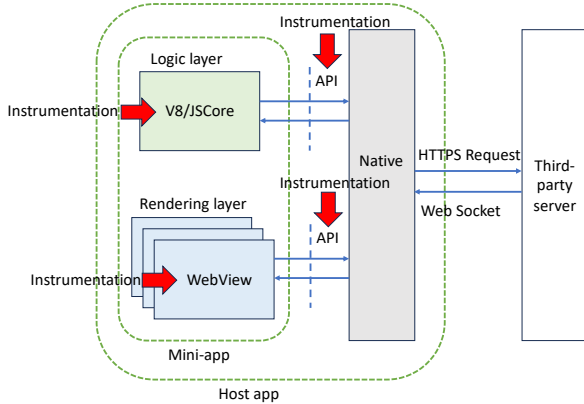 Instrumentation
Logic layer
API
Instrumentation
V8/JSCore
Native
HTTPS Request
Third-
party
server
Web Socket
Instrumentation
Rendering layer
API
Instrumentation
WebView
Mini-app
Host app